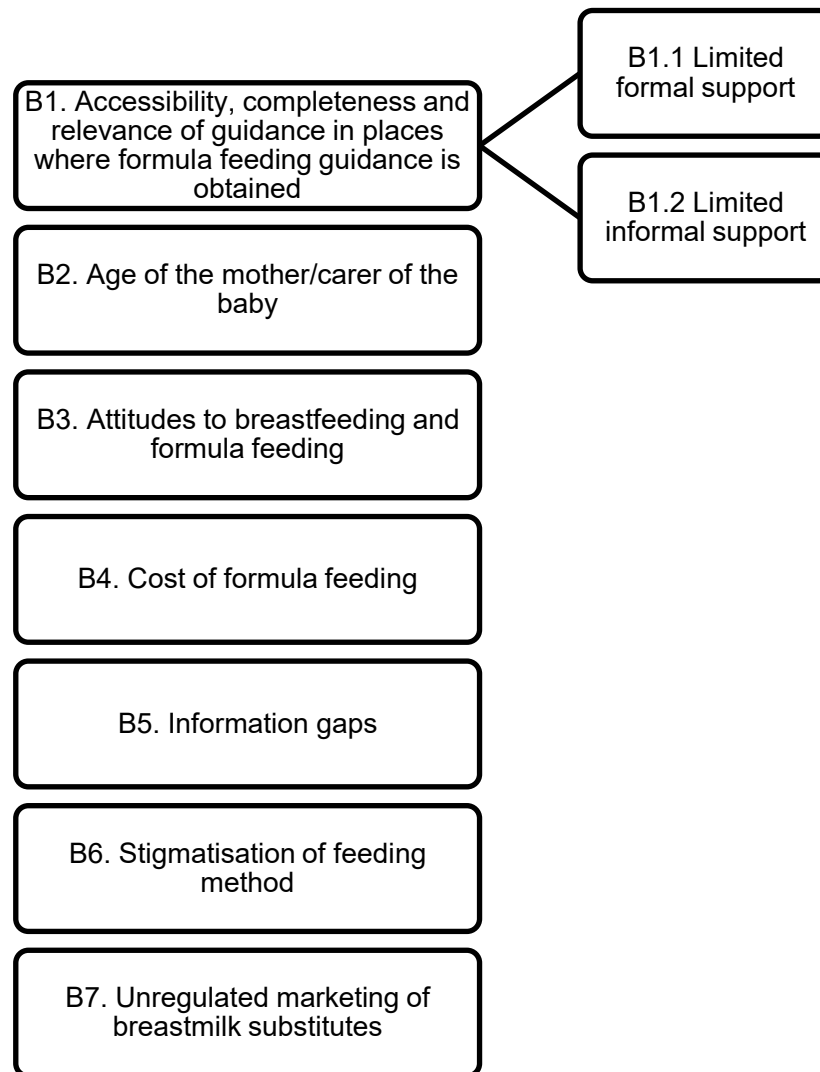 B1. Accessibility, completeness and
relevance of guidance in places
where formula feeding guidance is
obtained
B1.1 Limited
formal support
B1.2 Limited
informal support
B2. Age of the mother/carer of the
baby
B3. Attitudes to breastfeeding and
formula feeding
B4. Cost of formula feeding
B5. Information gaps
B6. Stigmatisation of feeding
method
B7. Unregulated marketing of
breastmilk substitutes